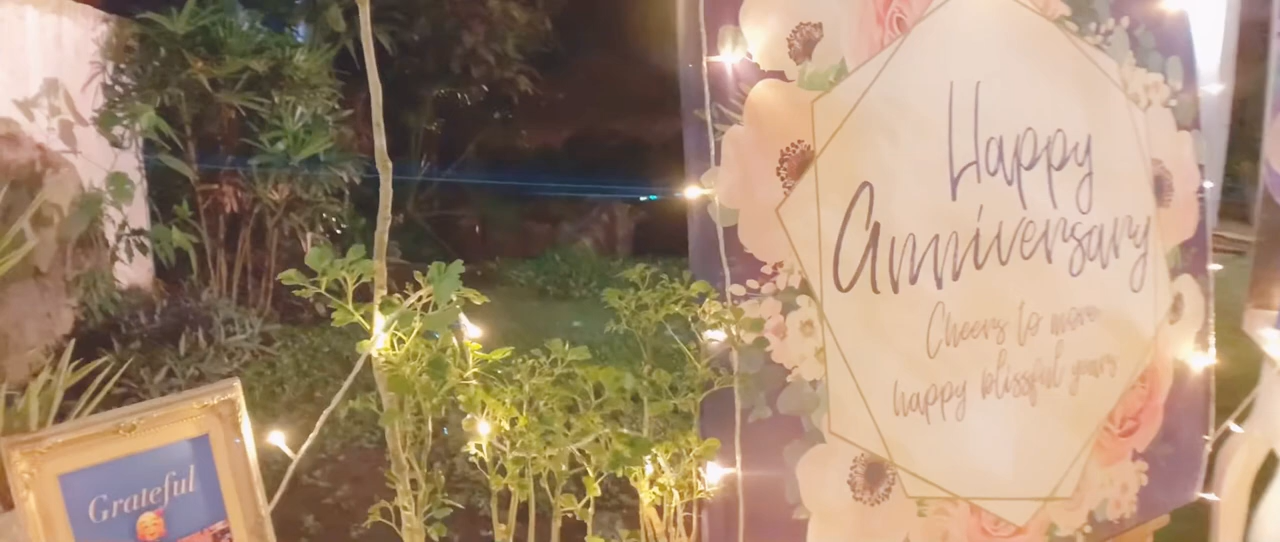 Happy
Anniversary
Cheers to more
happy blissful years
Grateful